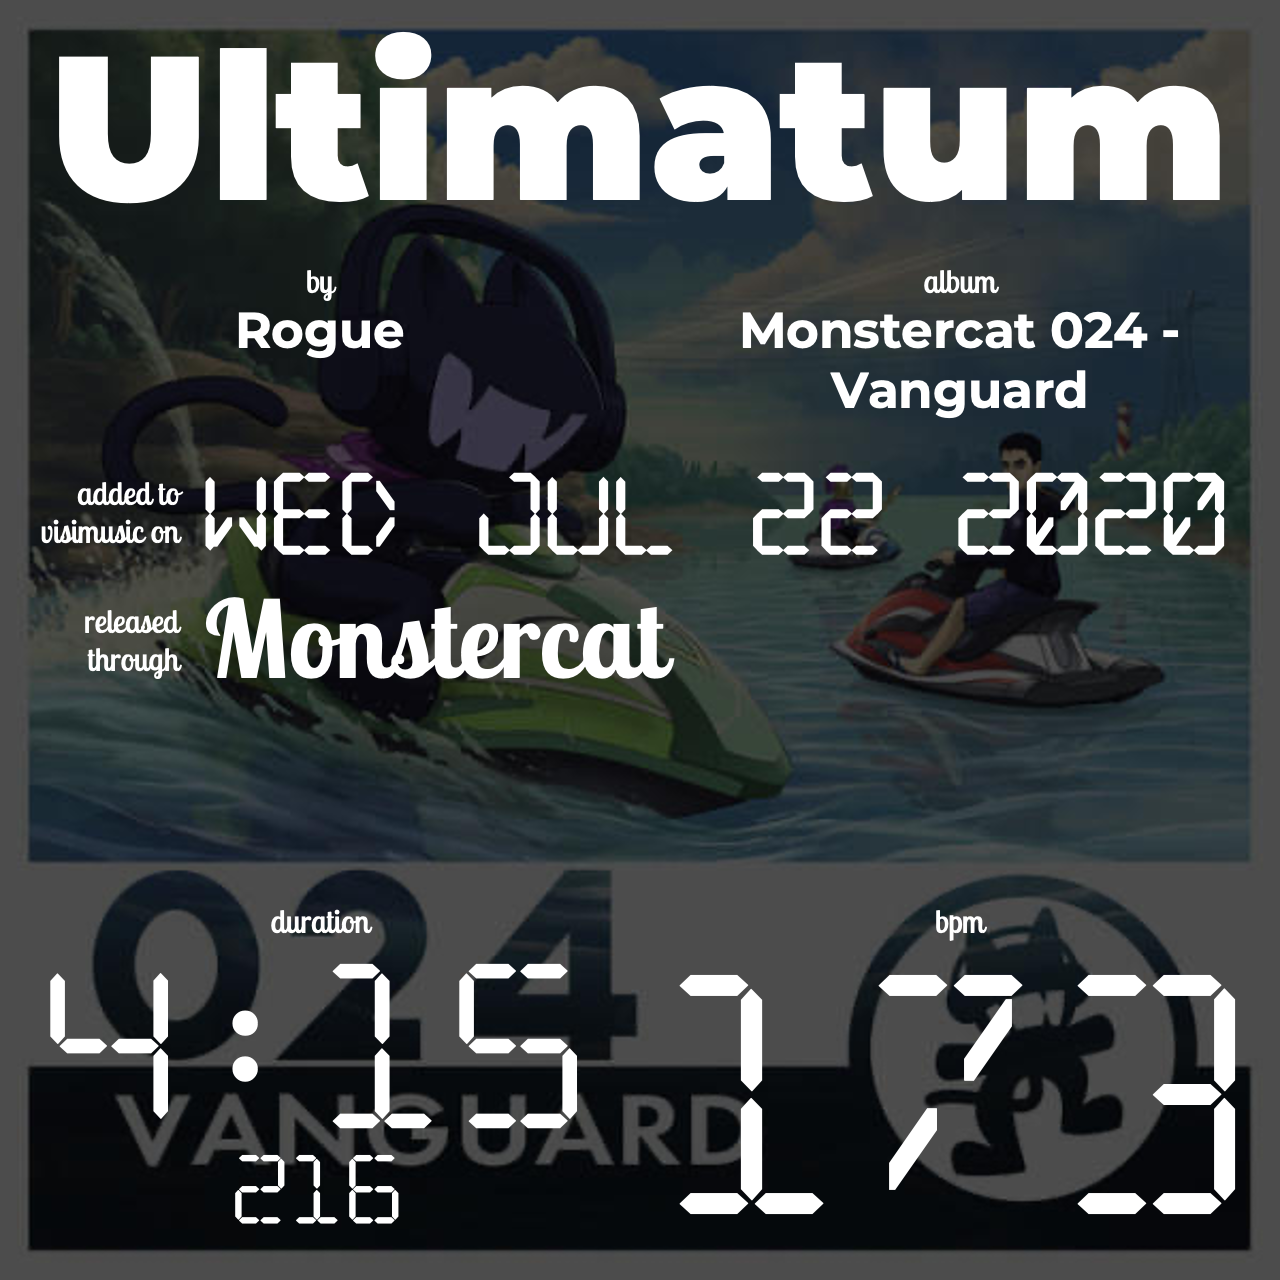 Ultimatum
by
Rogue
album
Monstercat 024 -
Vanguard
added to
visimusic on
WED JUL 22 2020
released
through
Monstercat
024
duration
4:15
bpm
173
VANGUARD
216